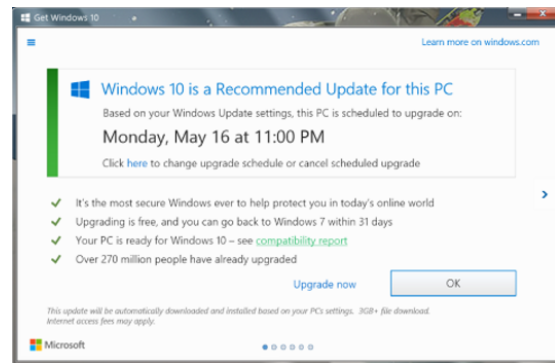 Get Windows 10
Learn more on windows.com
Windows 10 is a Recommended Update for this PC
Based on your Windows Update settings, this PC is scheduled to upgrade on:
Monday, May 16 at 11:00 PM
Click here to change upgrade schedule or cancel scheduled upgrade
It's the most secure Windows ever to help protect you in today's online world
Upgrading is free, and you can go back to Windows 7 within 31 days
Your PC is ready for Windows 10 – see compatibility report
Over 270 million people have already upgraded
Upgrade now
OK
This update will be automatically downloaded and installed based on your PCs settings. 3GB+ file download.
Internet access fees may apply.
Microsoft